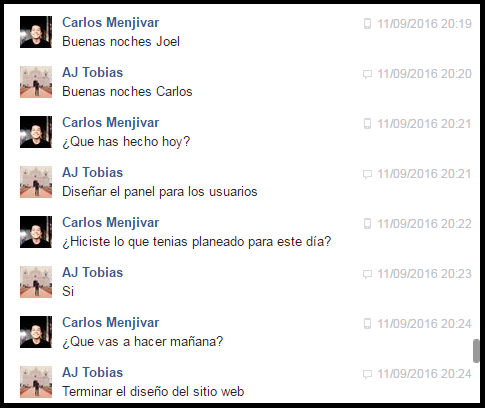 Carlos Menjivar 11/09/2016 20:19
Buenas noches Joel
AJ Tobias 11/09/2016 20:20
Buenas noches Carlos
Carlos Menjivar 11/09/2016 20:21
¿Que has hecho hoy?
AJ Tobias 11/09/2016 20:21
Diseñar el panel para los usuarios
Carlos Menjivar 11/09/2016 20:22
¿Hiciste lo que tenias planeado para este día?
AJ Tobias 11/09/2016 20:23
Si
Carlos Menjivar 11/09/2016 20:24
¿Que vas a hacer mañana?
AJ Tobias 11/09/2016 20:24
Terminar el diseño del sitio web